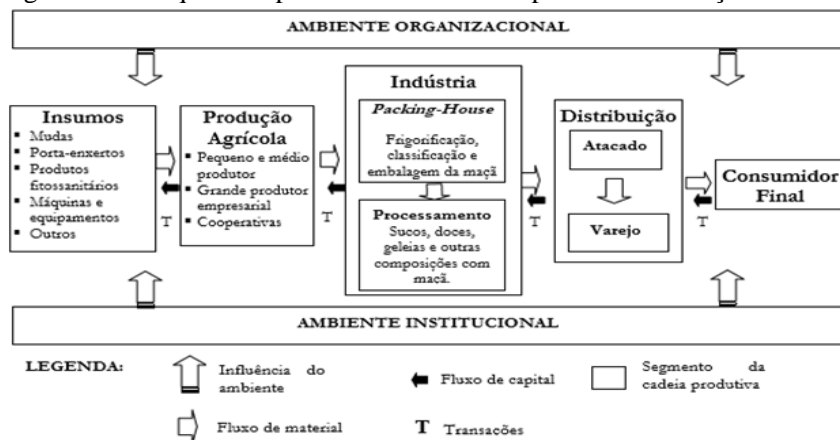 AMBIENTE ORGANIZACIONAL
Insumos
▪ Mudas
▪ Porta-enxertos
▪ Produtos
fitossanitários
▪ Máquinas e
equipamentos
▪ Outros
T
Produção
Agrícola
▪ Pequeno e médio
produtor
▪ Grande produtor
empresarial
▪ Cooperativas
T
Indústria
Packing-House
Frigorificação,
classificação e
embalagem da maçã
Processamento
Sucos, doces,
geleias e outras
composições com
maçã.
T
Distribuição
Atacado
Varejo
T
Consumidor
Final
AMBIENTE INSTITUCIONAL
LEGENDA:
Influência do
ambiente
Fluxo de capital
Segmento da
cadeia produtiva
Fluxo de material
T Transações